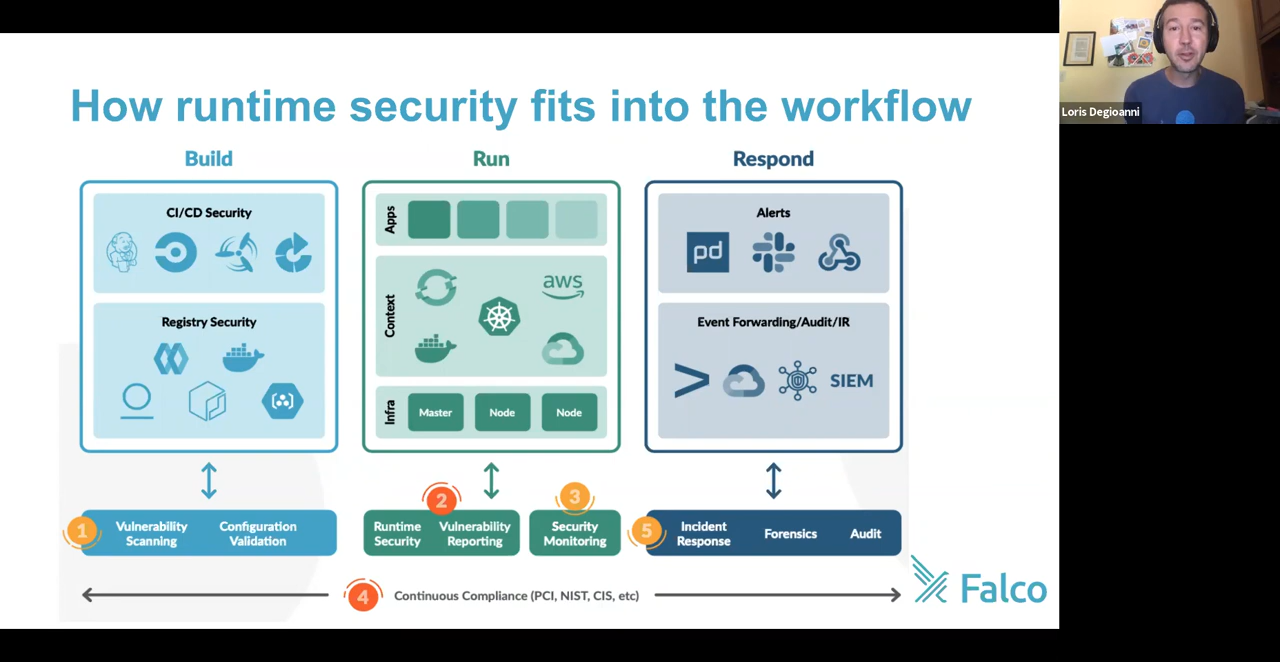 How runtime security fits into the workflow
Loris Degioanni
Build
Run
Respond
CI/CD Security
Registry Security
Apps
Context
aws
Infra
Master
Node
Node
Alerts
pd
Event Forwarding/Audit/IR
SIEM
1
Vulnerability
Scanning
Configuration
Validation
2
Runtime
Security
Vulnerability
Reporting
3
Security
Monitoring
5
Incident
Response
Forensics
Audit
4
Continuous Compliance (PCI, NIST, CIS, etc)
Falco